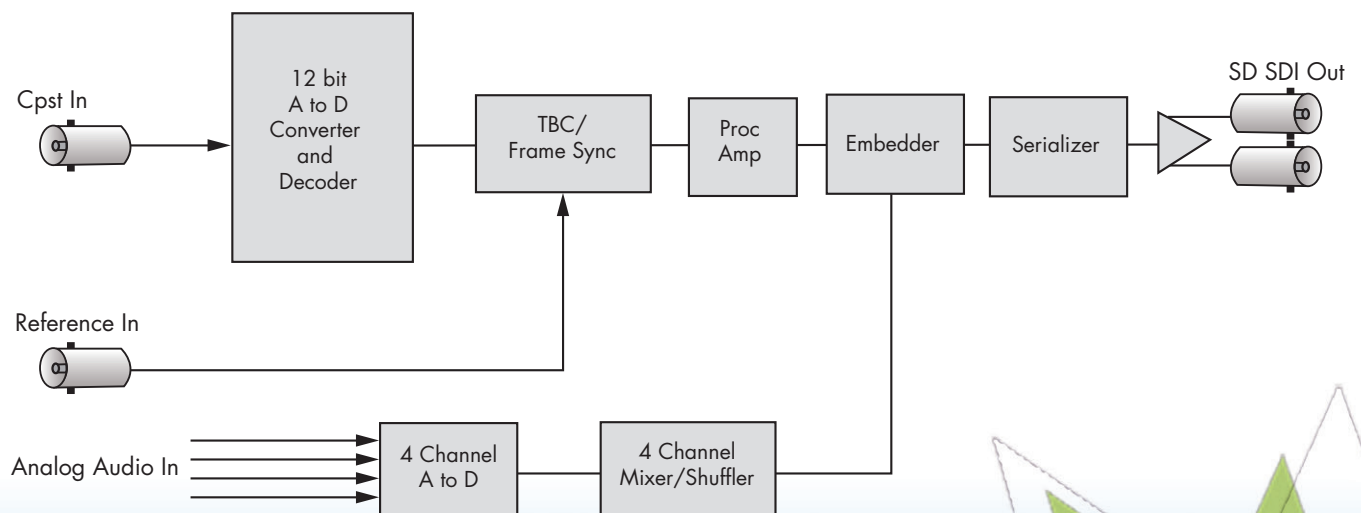 Cpst In
12 bit
A to D
Converter
and
Decoder
TBC/
Frame Sync
Proc
Amp
Embedder
Serializer
SD SDI Out
Reference In
Analog Audio In
4 Channel
A to D
4 Channel
Mixer/Shuffler